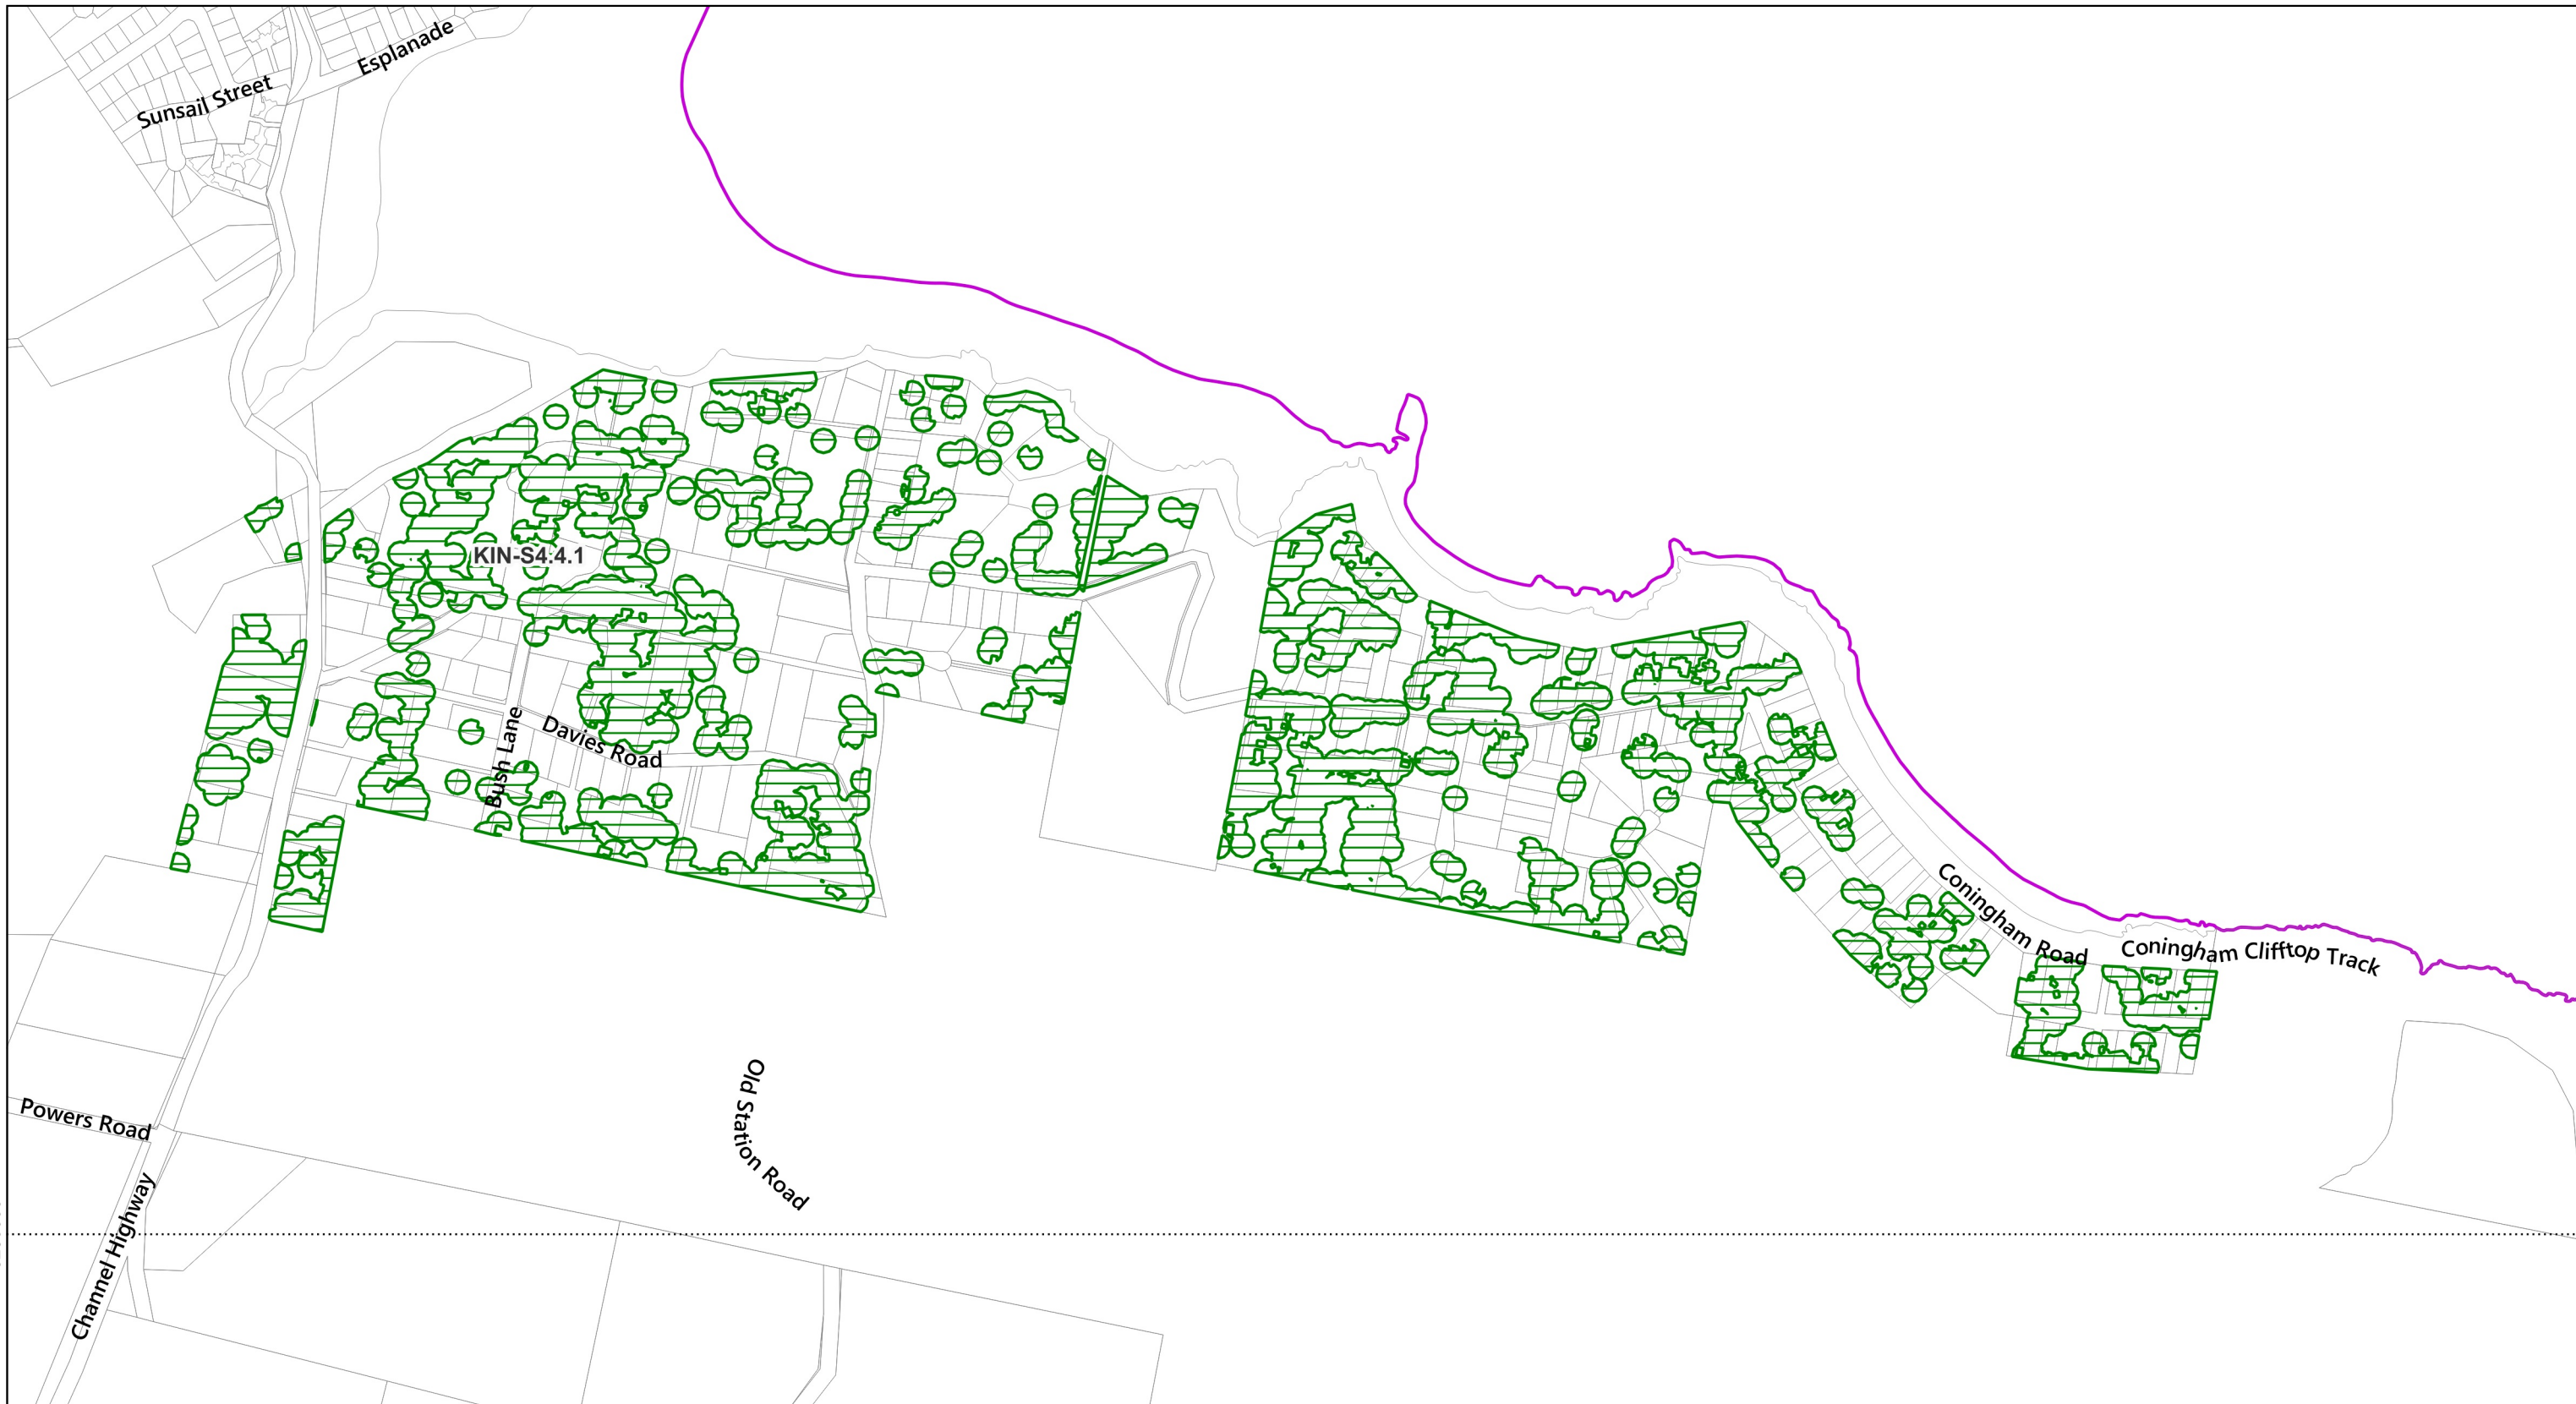 Esplanade
Sunsail Street
KIN-S4.4.1
Bush Lane
Davies Road
Coningham Road
Coningham Clifftop Track
Old Station Road
Powers Road
Channel Highway